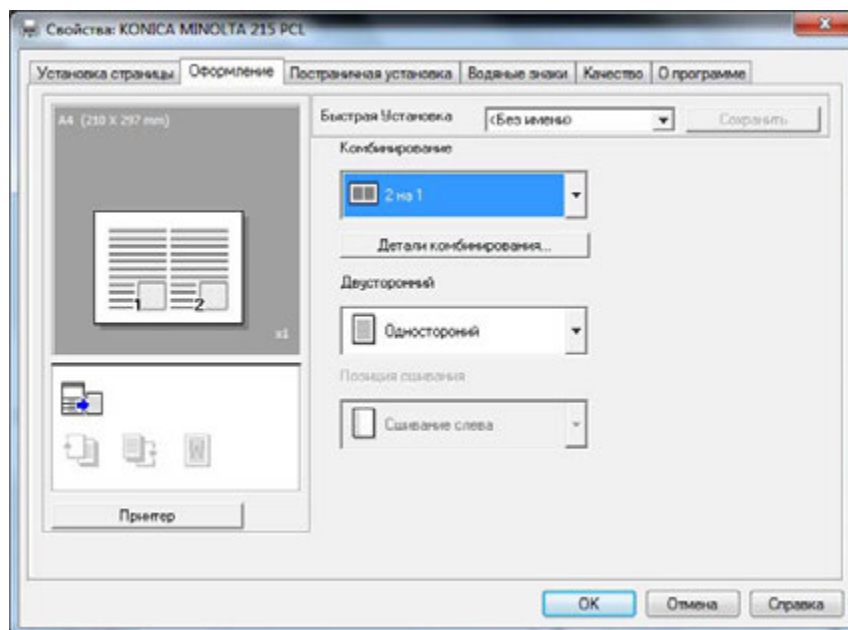 Свойства: KONICA MINOLTA 215 PCL
Установка страницы Оформление Постраничная установка Водяные знаки Качество О программе
A4 (210 X 297 mm)
Быстрая Установка <Без имени> Сохранить
Комбинирование
2 на 1
Детали комбинирования...
1 2
Двусторонний
x1
Одностороний
Позиция сшивания
Сшивание слева
Принтер
OK Отмена Справка